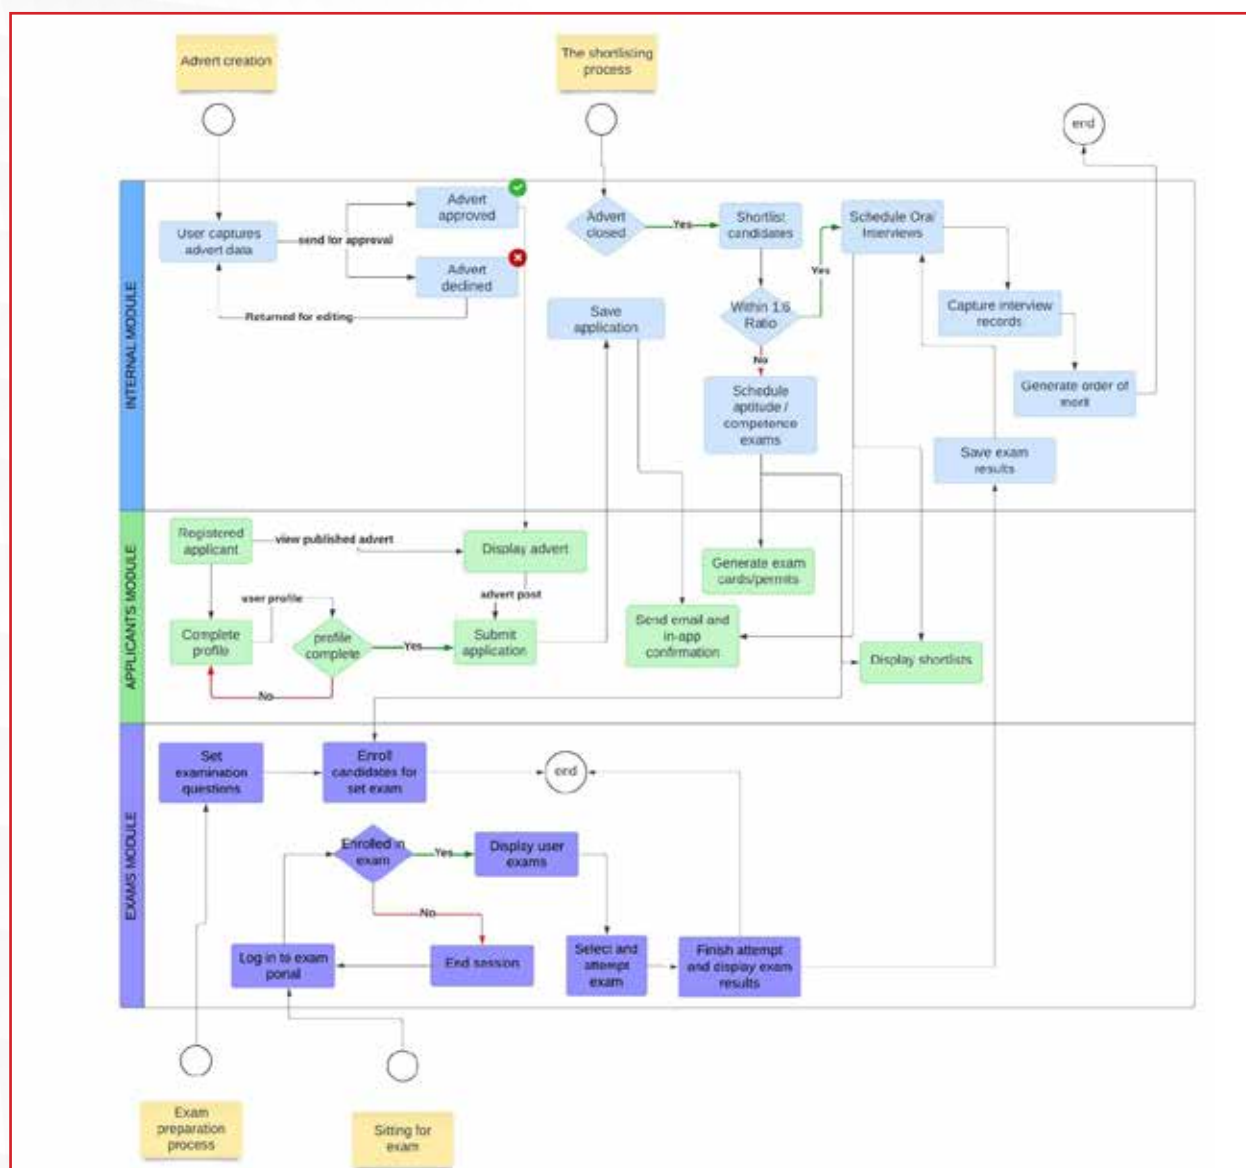 Advert creation
The shortlisting
process
end
INTERNAL MODULE
User captures
advert data
send for approval
Advert
approved
Advert
declined
Returned for editing
Advert
closed
Yes
Shortlist
candidates
Within 1:6
Ratio
Yes
No
Schedule Oral
Interviews
Capture interview
records
Generate order of
merit
Save
application
Schedule
aptitude /
competence
exams
Save exam
results
APPLICANTS MODULE
Registered
applicant
view published advert
Display advert
advert post
user profile
Complete
profile
profile
complete
Yes
No
Submit
application
Generate exam
cards/permits
Send email and
in-app
confirmation
Display shortlists
EXAMS MODULE
Set
examination
questions
Enroll
candidates for
set exam
end
Enrolled in
exam
Yes
No
Display user
exams
Log in to exam
portal
End session
Select and
attempt
exam
Finish attempt
and display exam
results
Exam
preparation
process
Sitting for
exam